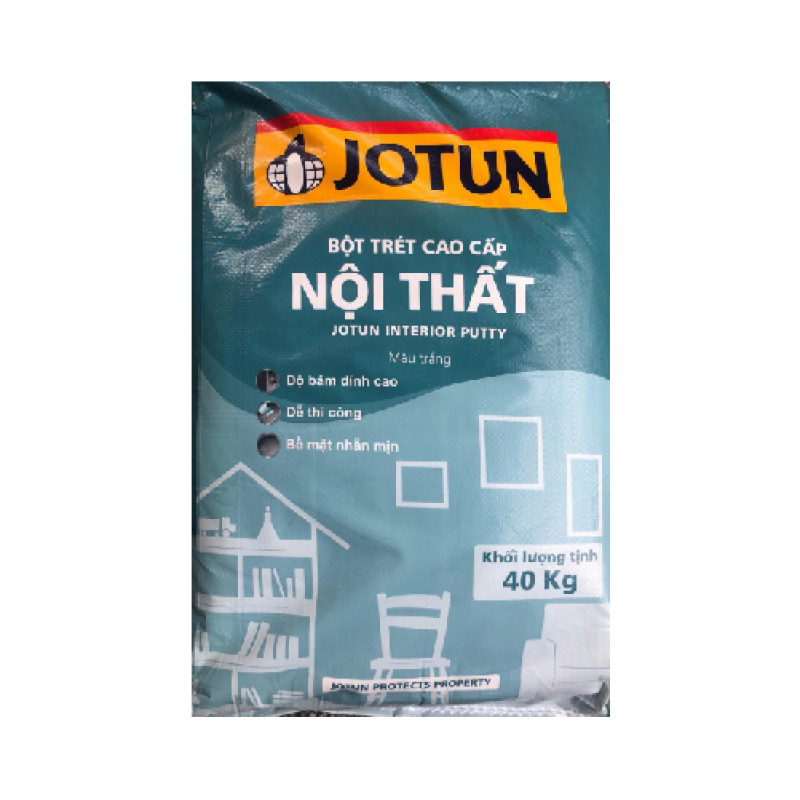 JOTUN
BỘT TRÉT CAO CẤP
NỘI THẤT
JOTUN INTERIOR PUTTY
Màu trắng
Độ bám dính cao
Dễ thi công
Bề mặt nhẵn mịn
Khối lượng tịnh
40 Kg
JOTUN PROTECTS PROPERTY